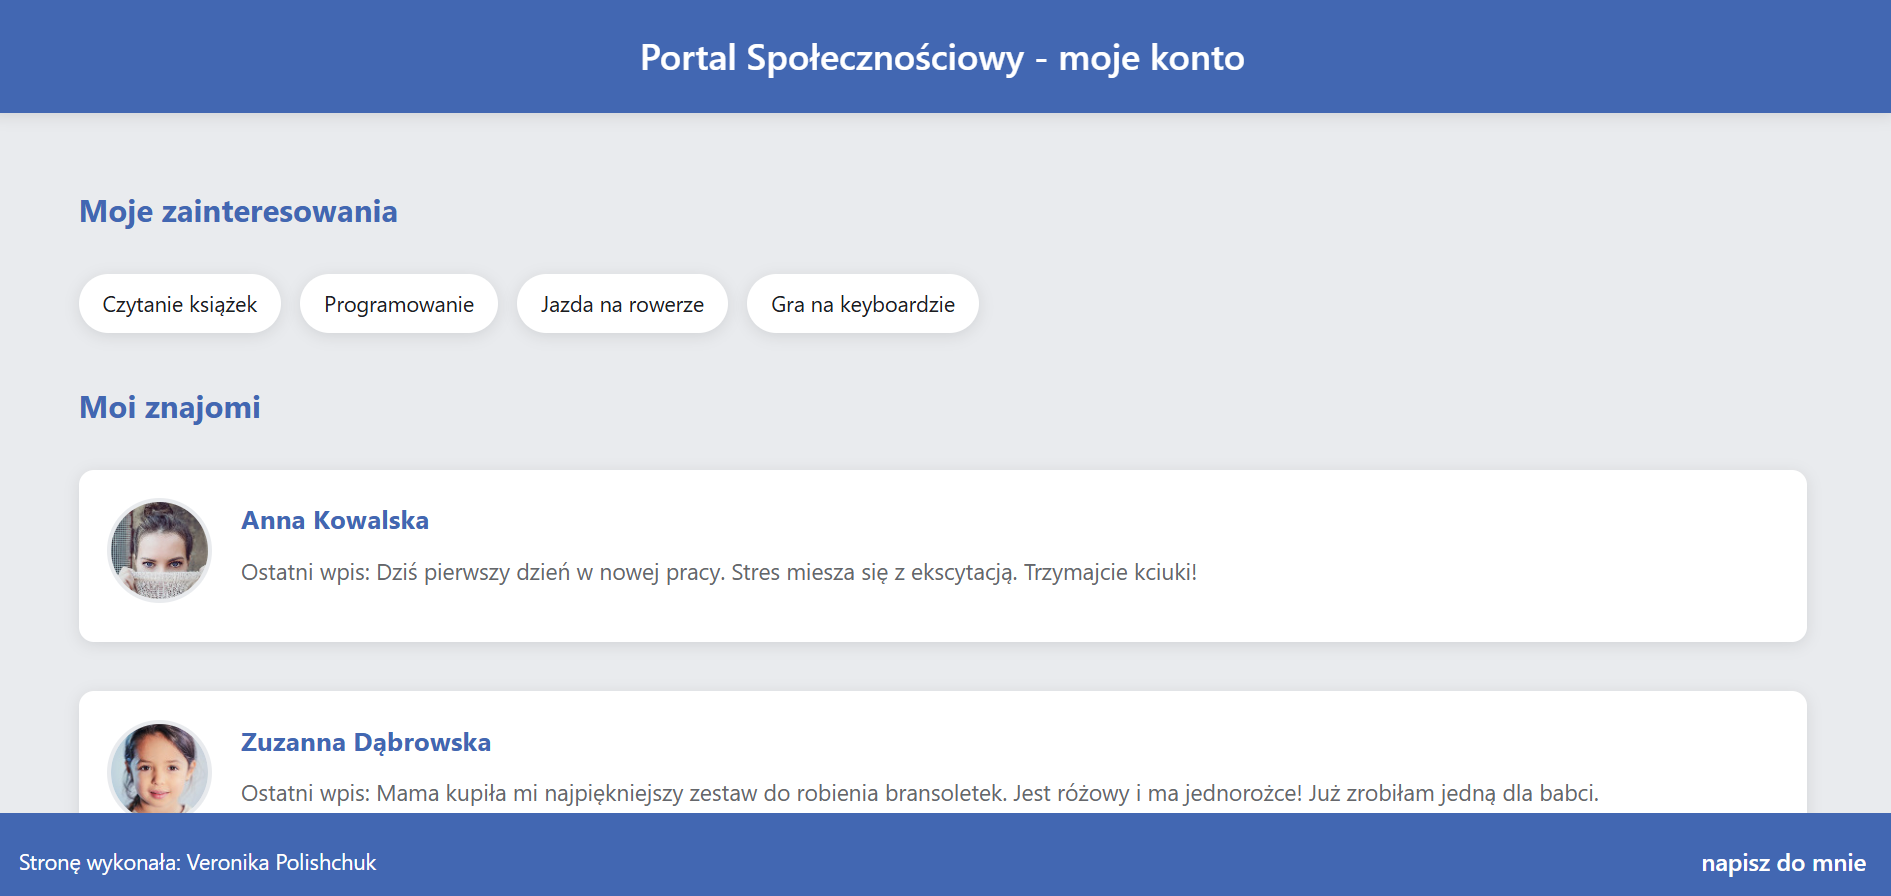 Portal Społecznościowy - moje konto
Moje zainteresowania
Czytanie książek
Programowanie
Jazda na rowerze
Gra na keyboardzie
Moi znajomi
Anna Kowalska
Ostatni wpis: Dziś pierwszy dzień w nowej pracy. Stres miesza się z ekscytacją. Trzymajcie kciuki!
Zuzanna Dąbrowska
Ostatni wpis: Mama kupiła mi najpiękniejszy zestaw do robienia bransoletek. Jest różowy i ma jednorożce! Już zrobiłam jedną dla babci.
Stronę wykonała: Veronika Polishchuk
napisz do mnie